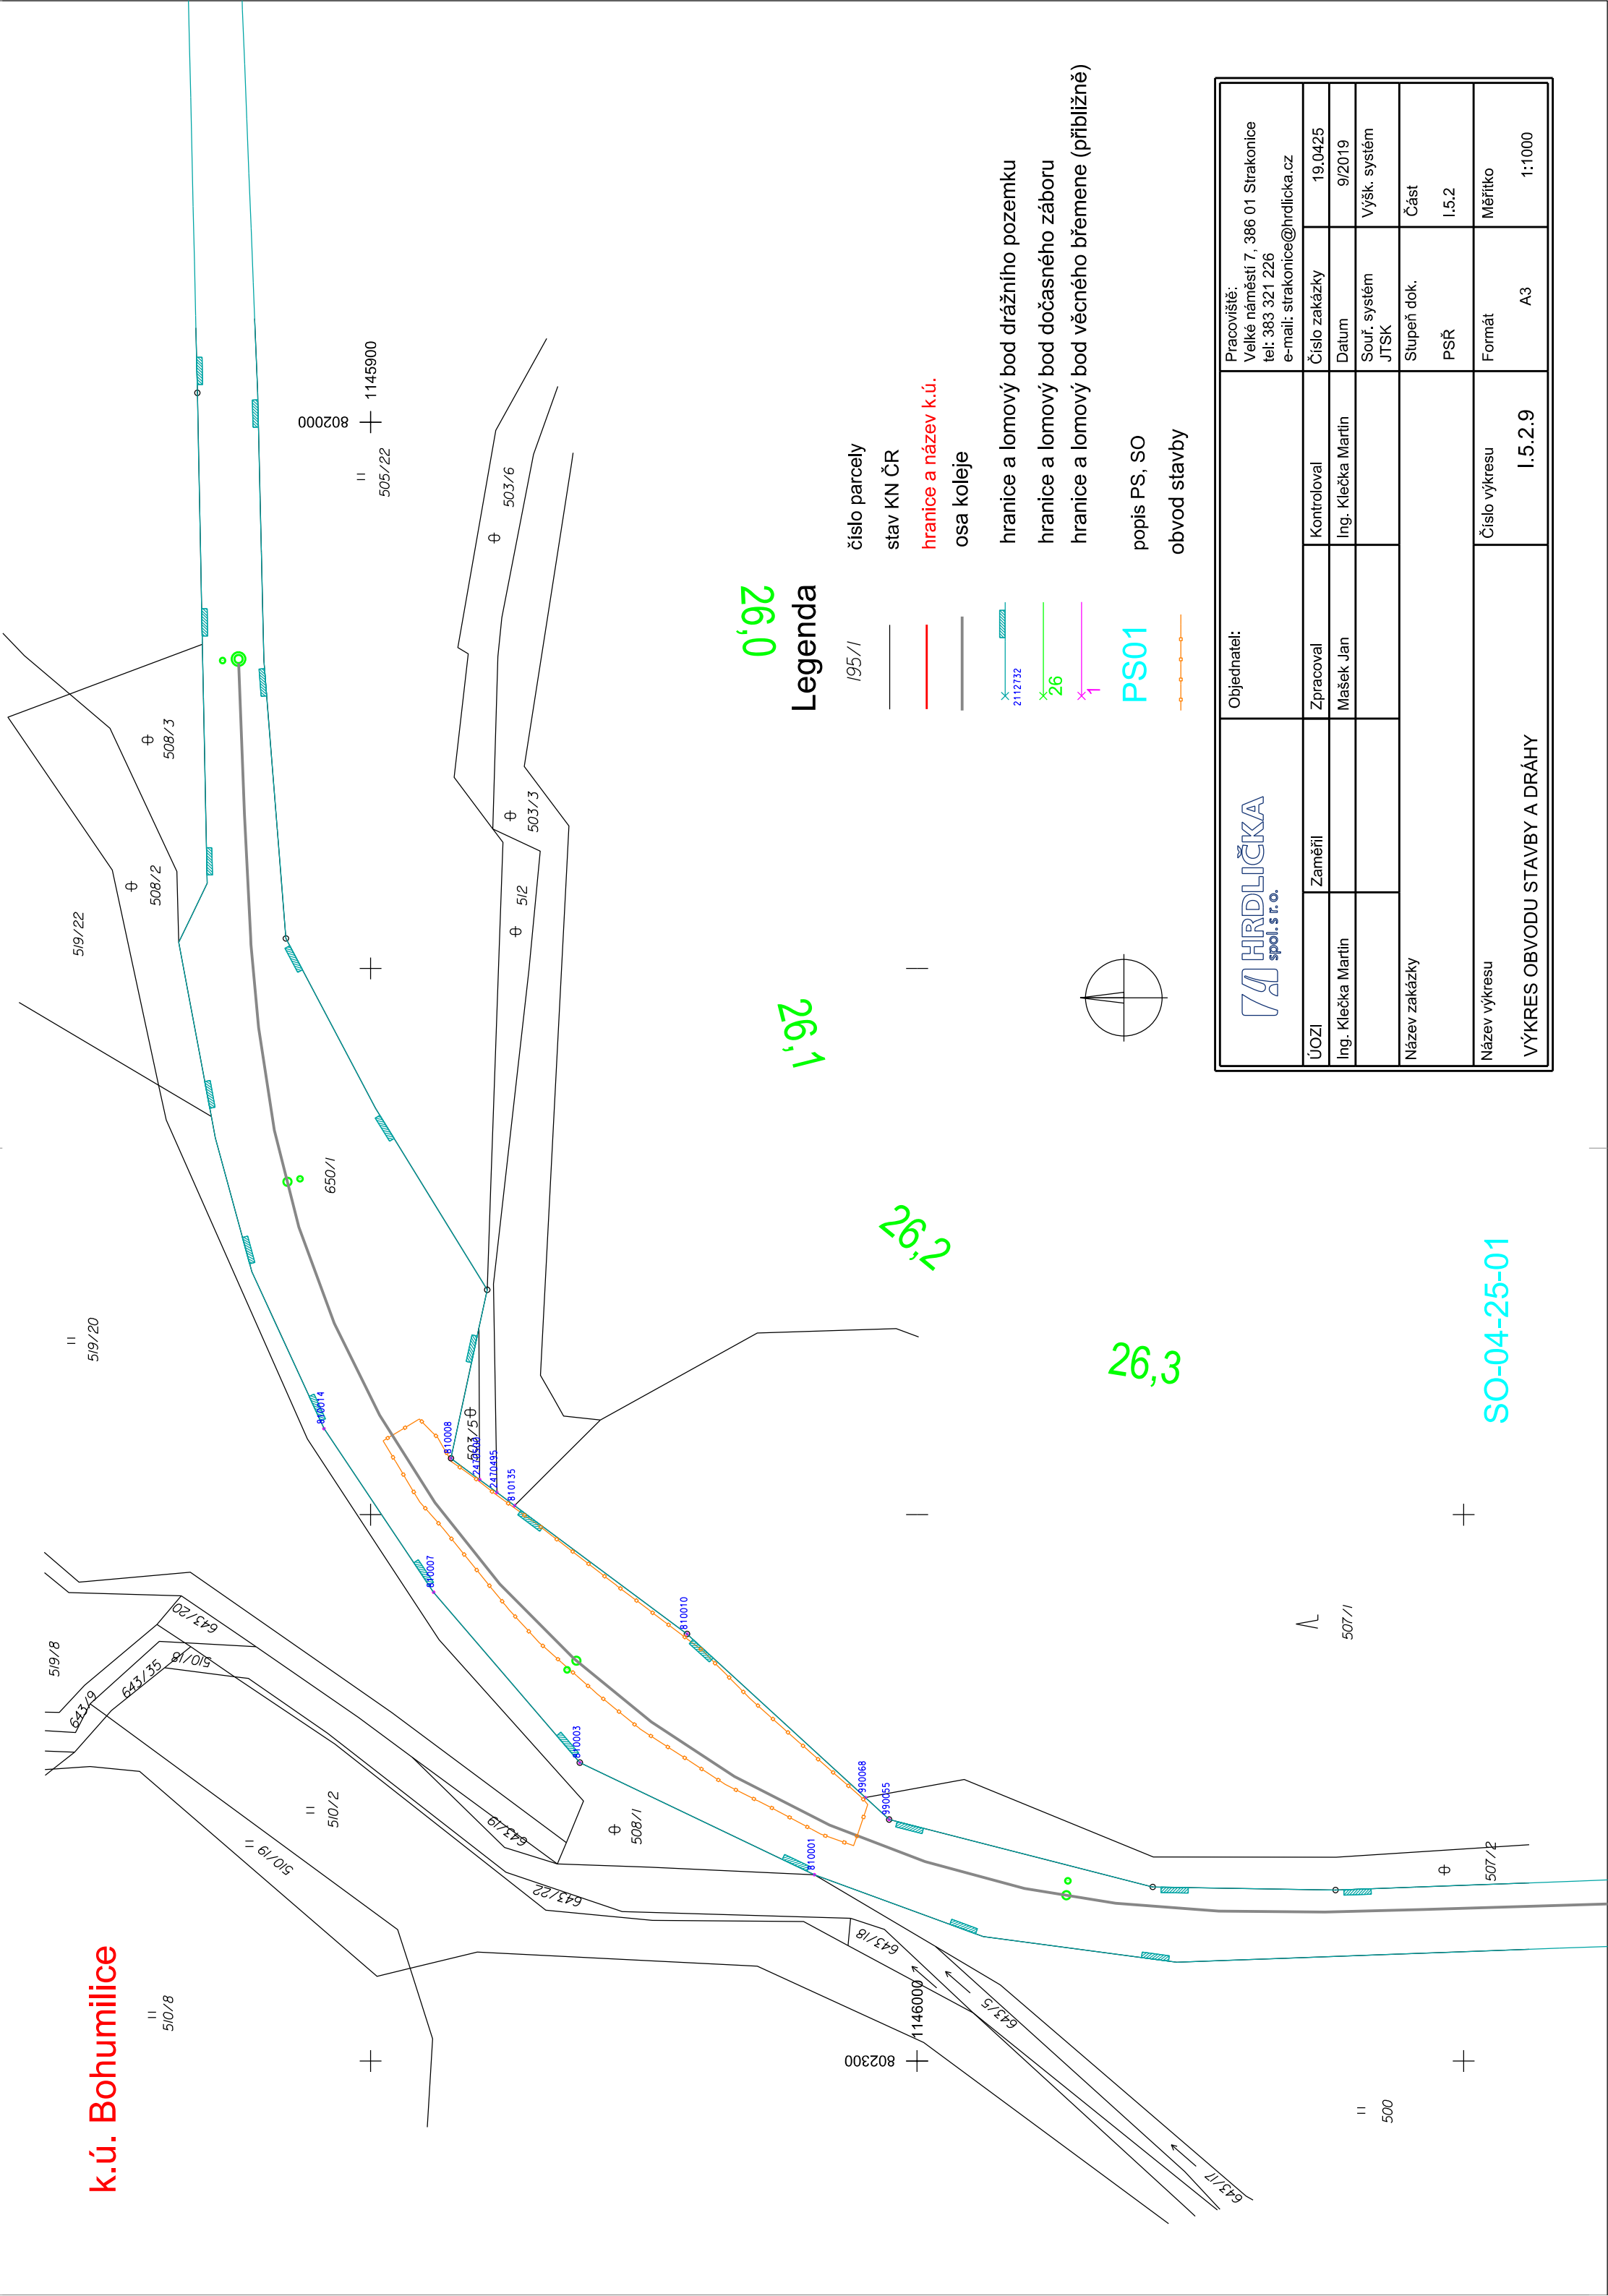 k.ú. Bohumilice
519/8
519/20
519/22
508/2
508/3
643/9
643/35
643/20
510/18
510/8
510/19
510/2
643/19
643/22
643/18
508/1
650/1
505/22
802000
1145900
503/6
503/3
512
503/5
810014
810007
810003
810001
810008
2470495
810135
810010
990068
990055
802300
1146000
643/5
643/17
500
507/2
507/1
26,0
26,1
26,2
26,3
SO-04-25-01
Legenda
195/1 číslo parcely
stav KN ČR
hranice a název k.ú.
osa koleje
2112732 hranice a lomový bod drážního pozemku
26 hranice a lomový bod dočasného záboru
1 hranice a lomový bod věcného břemene (přibližně)
PS01 popis PS, SO
obvod stavby
HRDLIČKA
spol. s r.o.
Objednatel:
Pracoviště:
Velké náměstí 7, 386 01 Strakonice
tel: 383 321 226
e-mail: strakonice@hrdlicka.cz
ÚOZI Zaměřil Zpracoval Kontroloval Číslo zakázky 19.0425
Ing. Klečka Martin Mašek Jan Ing. Klečka Martin Datum 9/2019
Souř. systém Výšk. systém
JTSK
Název zakázky Stupeň dok. Část
PSŘ I.5.2
Název výkresu Číslo výkresu Formát Měřítko
VÝKRES OBVODU STAVBY A DRÁHY I.5.2.9 A3 1:1000